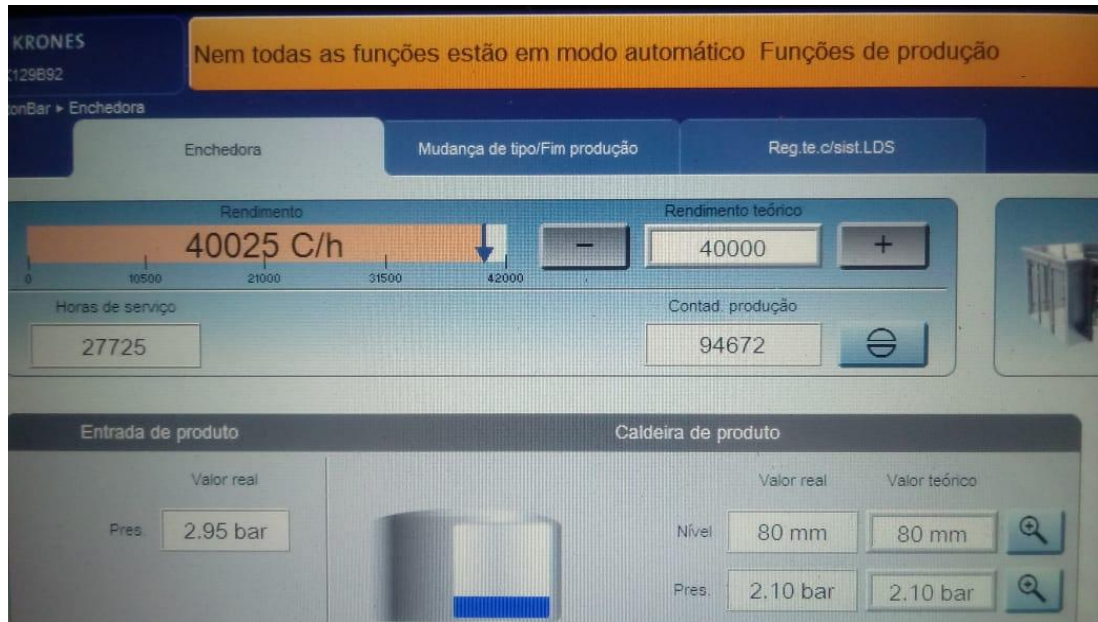 KRONES
Nem todas as funções estão em modo automático Funções de produção
129B92
onBar ▸ Enchedora
Enchedora
Mudança de tipo/Fim produção
Reg.te.c/sist.LDS
Rendimento
Rendimento teórico
40025 C/h
40000
0 10500 21000 31500 42000
Horas de serviço
Contad. produção
27725
94672
Entrada de produto
Caldeira de produto
Valor real
Valor real
Valor teórico
Pres. 2.95 bar
Nível 80 mm 80 mm
Pres. 2.10 bar 2.10 bar